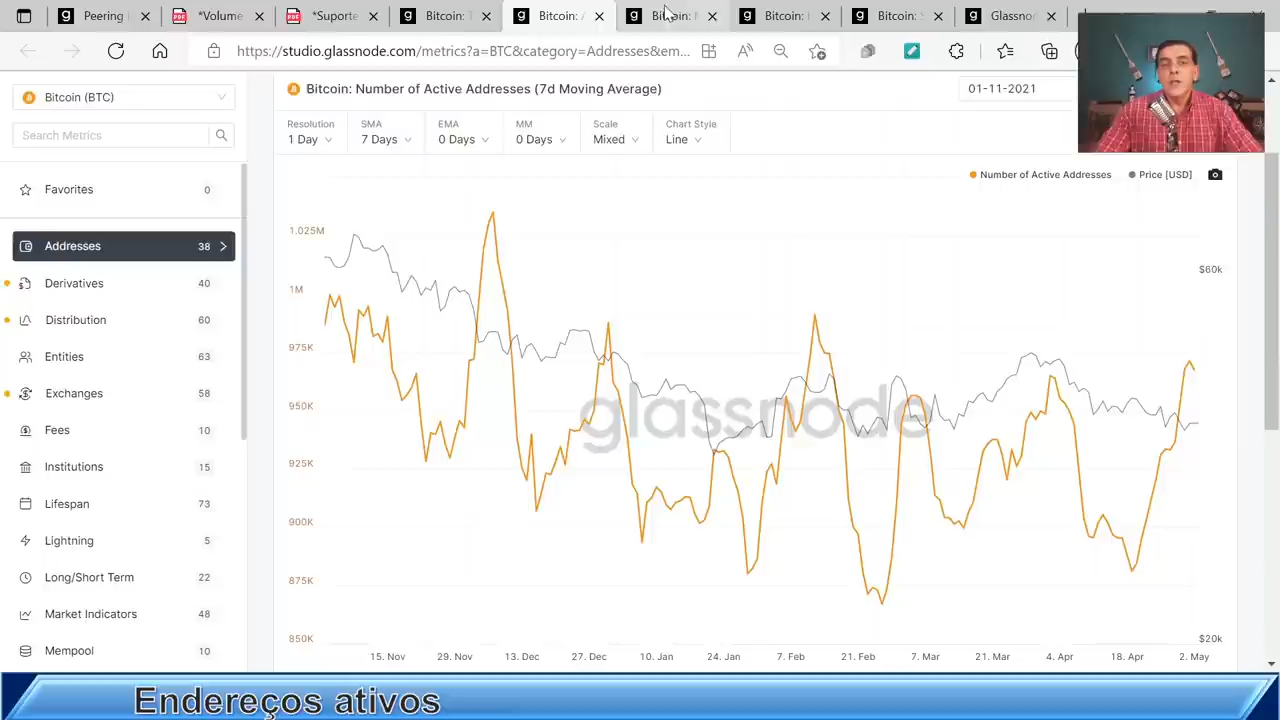 Peering
*Volume
*Suporte
Bitcoin: T
Bitcoin: A
Bitcoin:
Bitcoin:
Bitcoin: S
Glassno
https://studio.glassnode.com/metrics?a=BTC&category=Addresses&em...
Bitcoin (BTC)
Search Metrics
Favorites 0
Addresses 38
Derivatives 40
Distribution 60
Entities 63
Exchanges 58
Fees 10
Institutions 15
Lifespan 73
Lightning 5
Long/Short Term 22
Market Indicators 48
Mempool 10
Bitcoin: Number of Active Addresses (7d Moving Average)
01-11-2021
Resolution SMA EMA MM Scale Chart Style
1 Day 7 Days 0 Days 0 Days Mixed Line
Number of Active Addresses Price [USD]
1.025M
$60k
1M
975K
950K
glassnode
925K
900K
875K
850K $20k
15. Nov 29. Nov 13. Dec 27. Dec 10. Jan 24. Jan 7. Feb 21. Feb 7. Mar 21. Mar 4. Apr 18. Apr 2. May
Endereços ativos